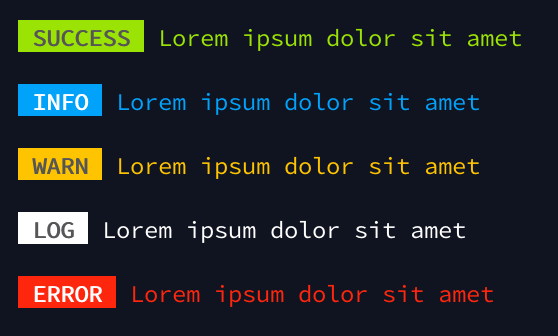 SUCCESS Lorem ipsum dolor sit amet
INFO Lorem ipsum dolor sit amet
WARN Lorem ipsum dolor sit amet
LOG Lorem ipsum dolor sit amet
ERROR Lorem ipsum dolor sit amet